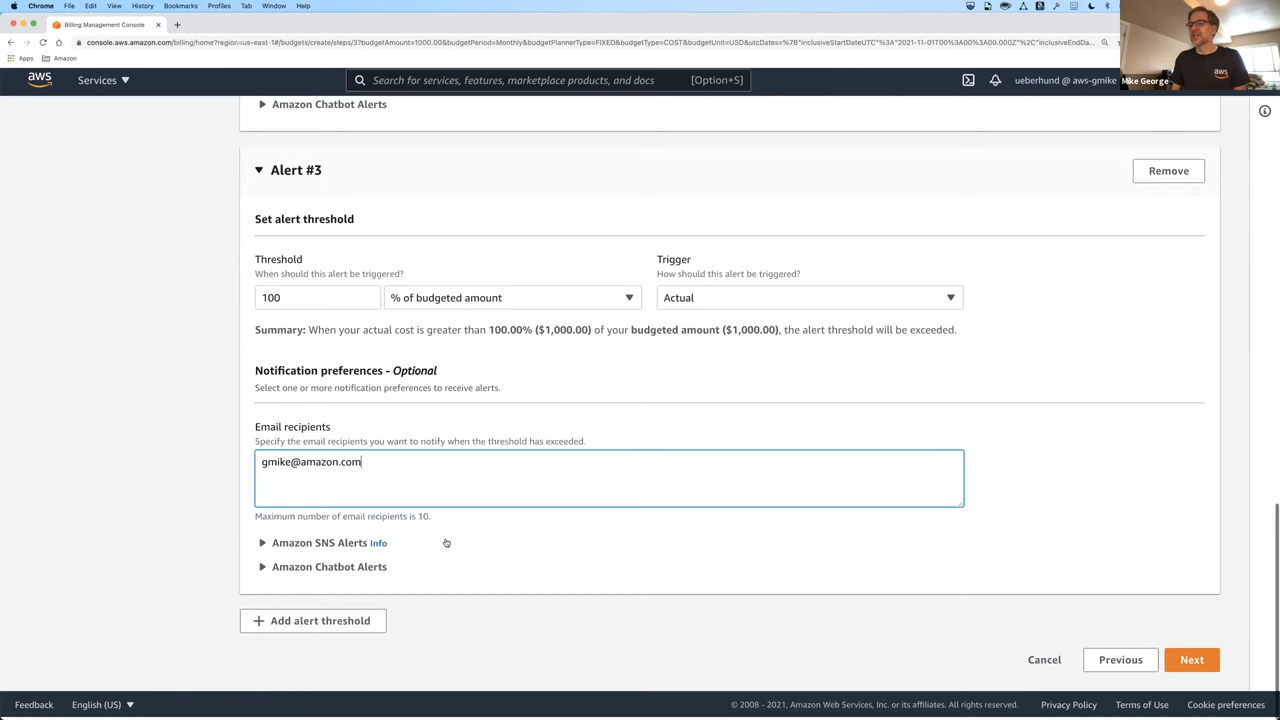 Chrome File Edit View History Bookmarks Profiles Tab Window Help
Billing Management Console
console.aws.amazon.com/billing/home?region=us-east-1#/budgets/create/steps/3?budgetAmount=1000.00&budgetPeriod=Monthly&budgetPlannerType=FIXED&budgetType=COST&budgetUnit=USD&utcDates=%7B"inclusiveStartDateUTC"%3A"2021-11-01T00%3A00%3A00.000Z"%2C"inclusiveEndDa...
Apps Amazon
aws Services Search for services, features, marketplace products, and docs [Option+S] ueberhund @ aws-gmike
Mike George
aws
Amazon Chatbot Alerts
Alert #3 Remove
Set alert threshold
Threshold Trigger
When should this alert be triggered? How should this alert be triggered?
100 % of budgeted amount Actual
Summary: When your actual cost is greater than 100.00% ($1,000.00) of your budgeted amount ($1,000.00), the alert threshold will be exceeded.
Notification preferences - Optional
Select one or more notification preferences to receive alerts.
Email recipients
Specify the email recipients you want to notify when the threshold has exceeded.
gmike@amazon.com
Maximum number of email recipients is 10.
Amazon SNS Alerts Info
Amazon Chatbot Alerts
+ Add alert threshold
Cancel Previous Next
Feedback English (US) © 2008 - 2021, Amazon Web Services, Inc. or its affiliates. All rights reserved. Privacy Policy Terms of Use Cookie preferences